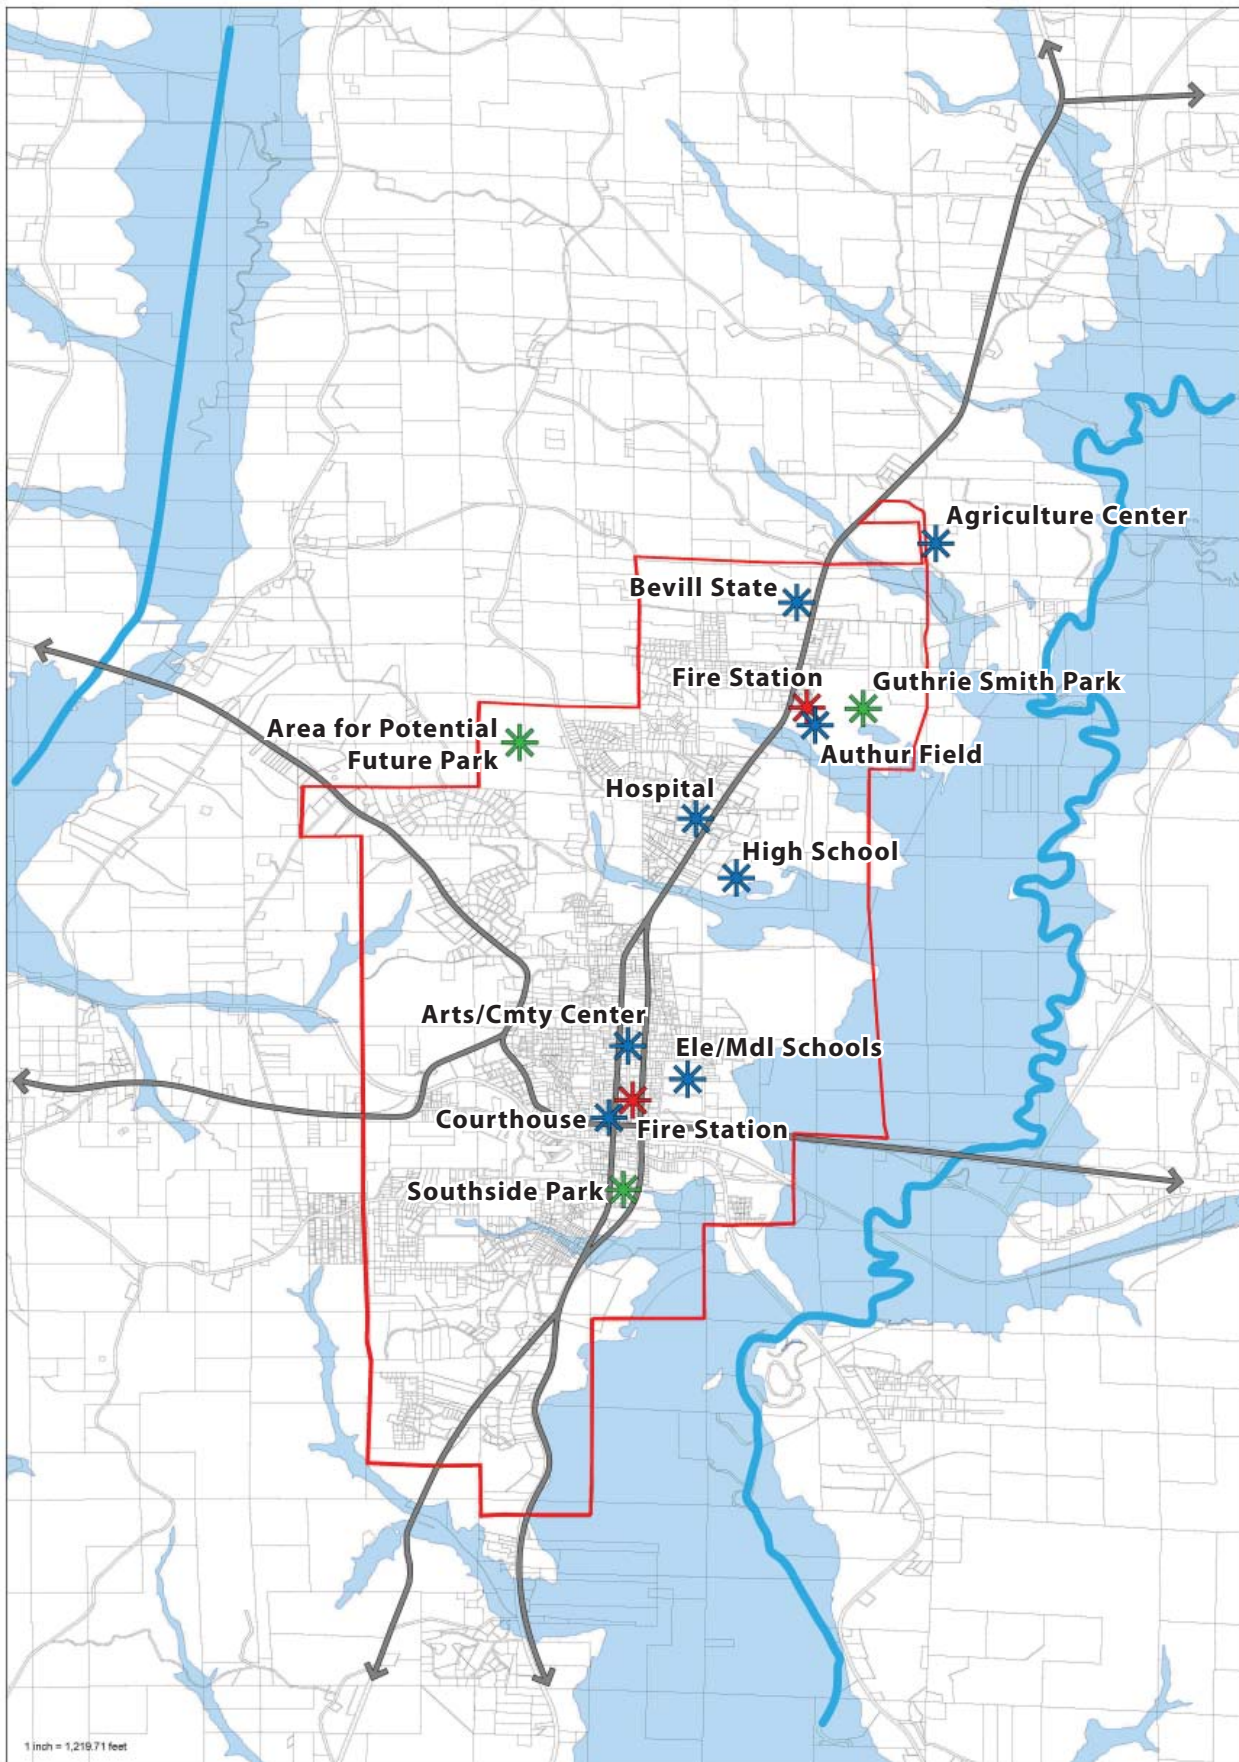 Agriculture Center
Bevill State
Fire Station
Guthrie Smith Park
Area for Potential
Future Park
Authur Field
Hospital
High School
Arts/Cmty Center
Ele/Mdl Schools
Courthouse
Fire Station
Southside Park
1 inch = 1,219.71 feet